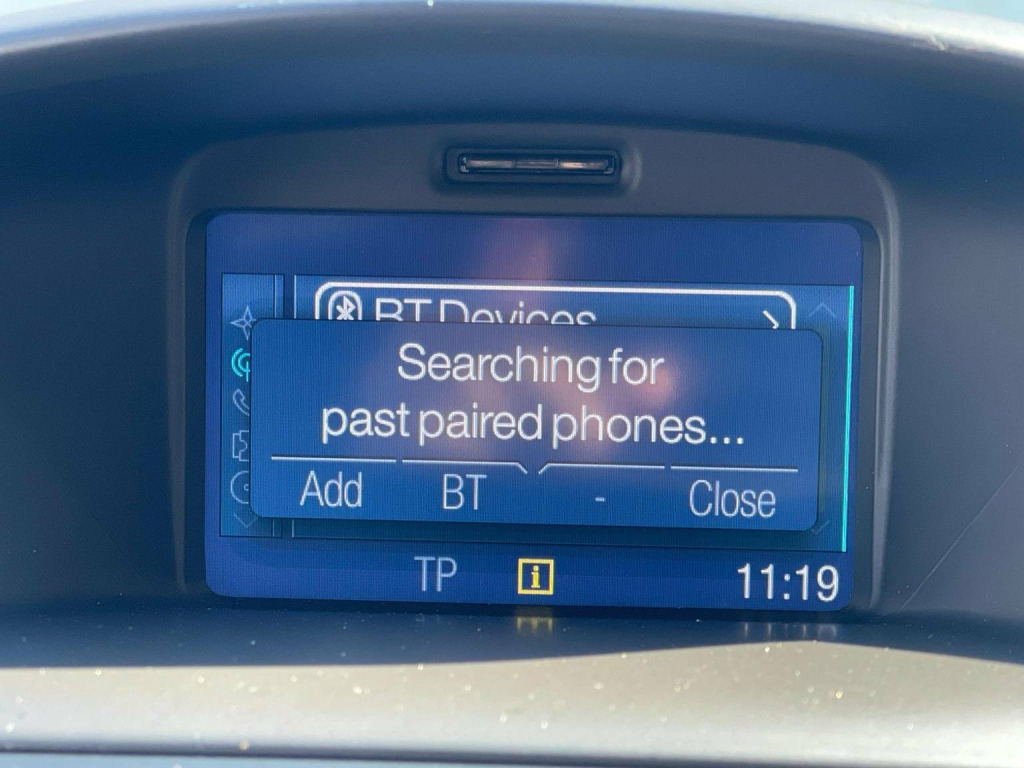 BT Devices
Searching for
past paired phones...
Add BT - Close
TP i 11:19